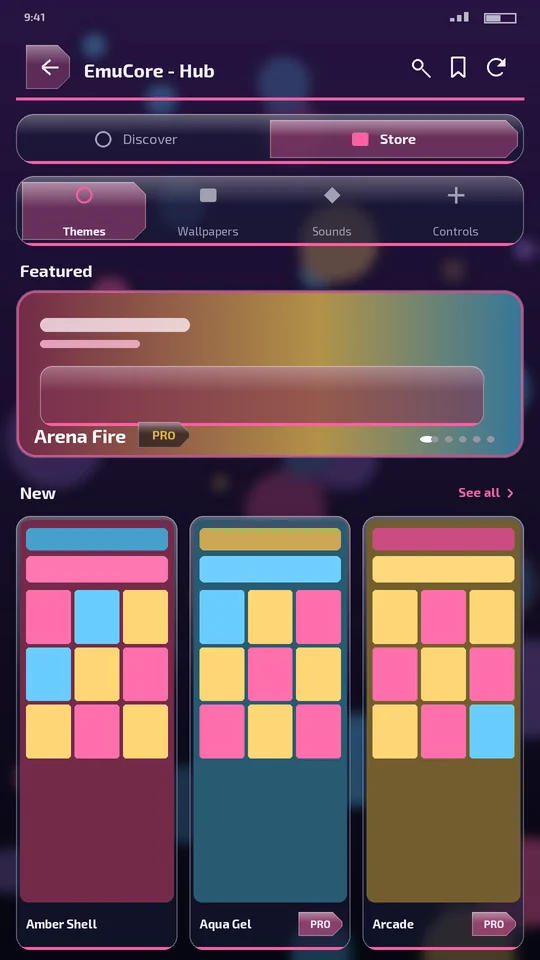 9:41
EmuCore - Hub
Discover
Store
Themes
Wallpapers
Sounds
Controls
Featured
Arena Fire
PRO
New
See all
Amber Shell
Aqua Gel
PRO
Arcade
PRO